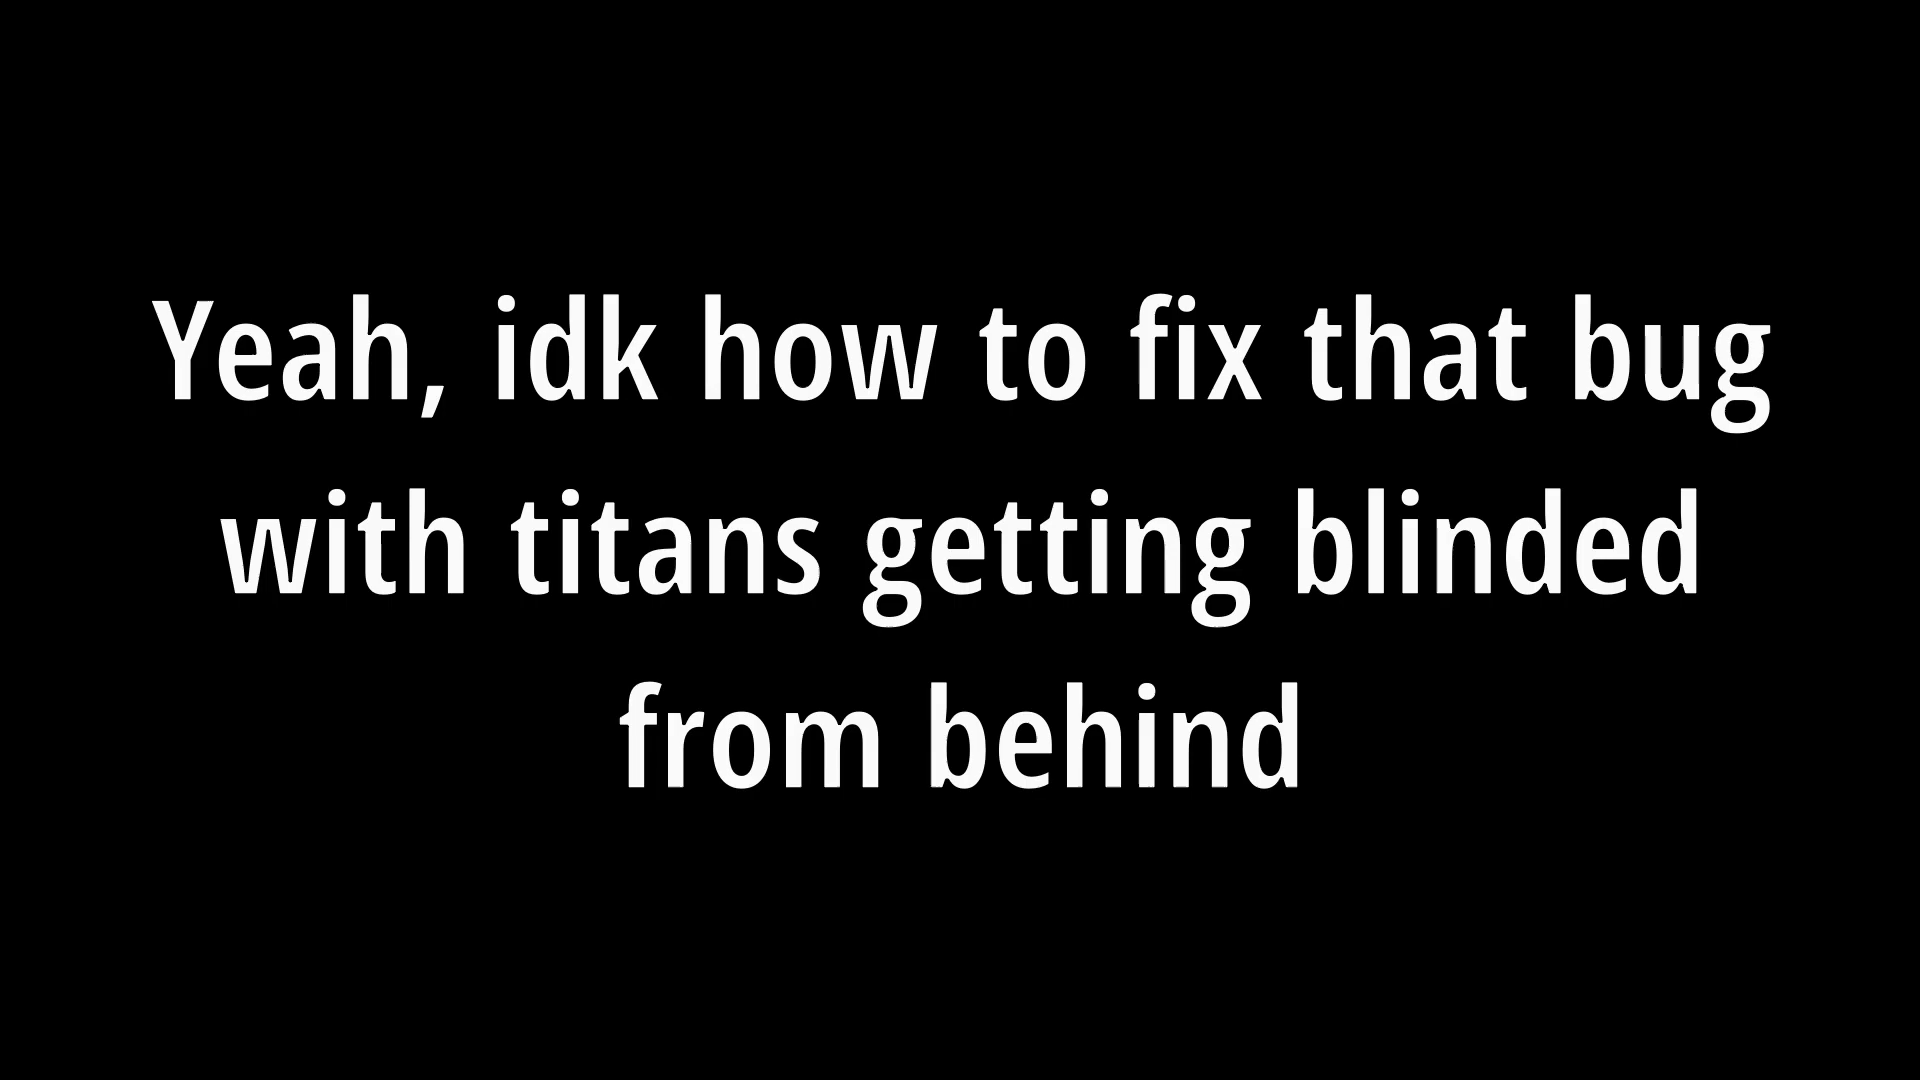 Yeah, idk how to fix that bug
with titans getting blinded
from behind